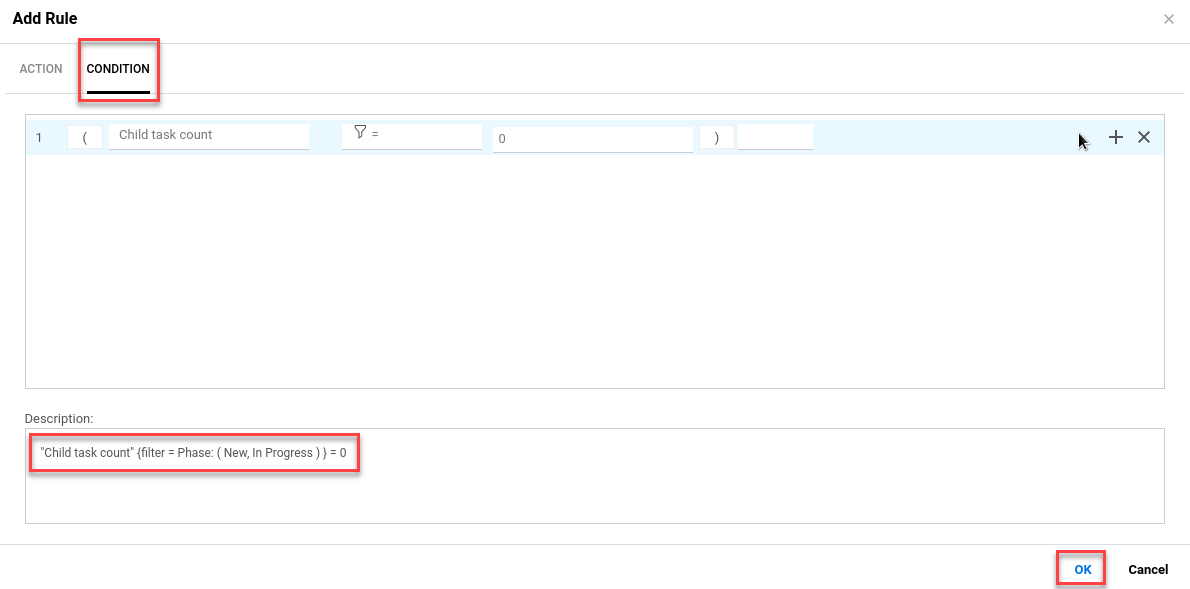 Add Rule
ACTION CONDITION
1 ( Child task count = 0 )
Description:
"Child task count" {filter = Phase: ( New, In Progress ) } = 0
OK Cancel